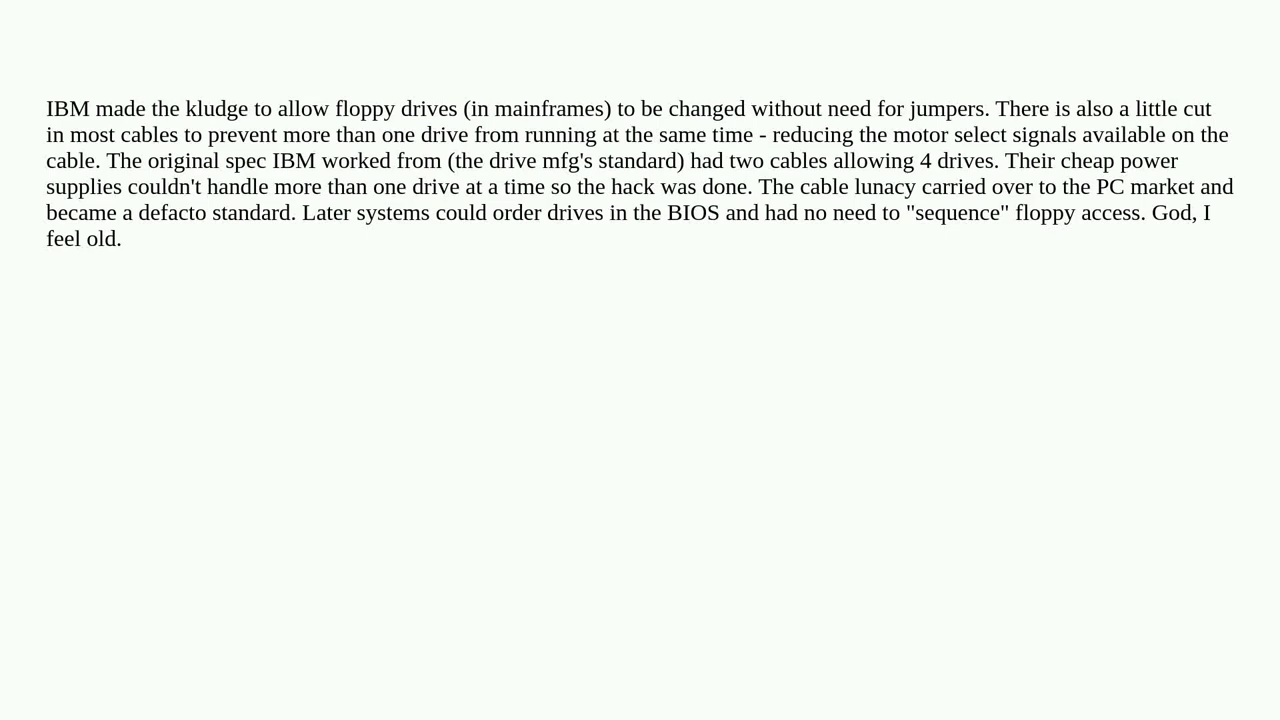 IBM made the kludge to allow floppy drives (in mainframes) to be changed without need for jumpers. There is also a little cut
in most cables to prevent more than one drive from running at the same time - reducing the motor select signals available on the
cable. The original spec IBM worked from (the drive mfg's standard) had two cables allowing 4 drives. Their cheap power
supplies couldn't handle more than one drive at a time so the hack was done. The cable lunacy carried over to the PC market and
became a defacto standard. Later systems could order drives in the BIOS and had no need to "sequence" floppy access. God, I
feel old.